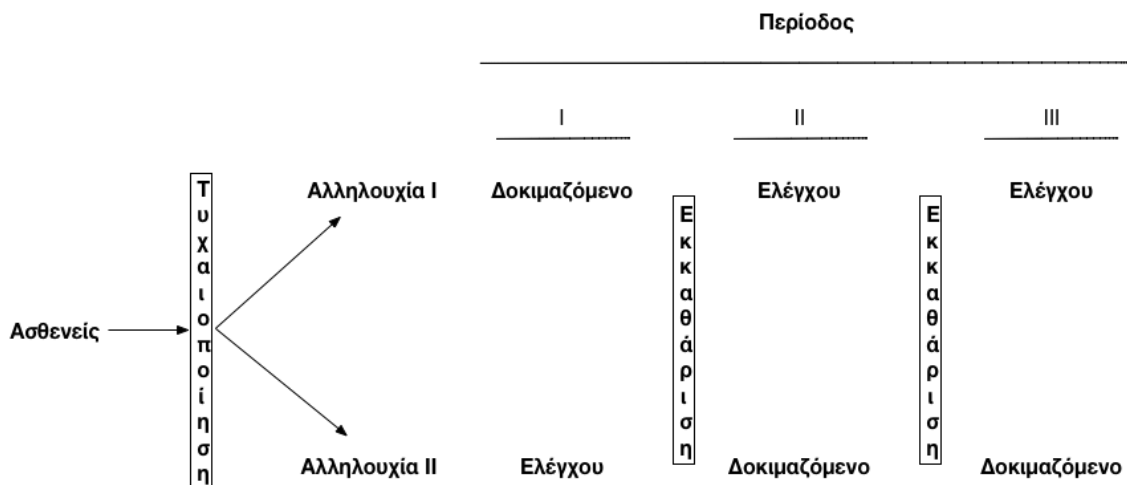 Περίοδος
I II III
Αλληλουχία I Δοκιμαζόμενο Ελέγχου Ελέγχου
Τυχαιοποίηση
Εκκαθάριση
Εκκαθάριση
Ασθενείς
Αλληλουχία II Ελέγχου Δοκιμαζόμενο Δοκιμαζόμενο